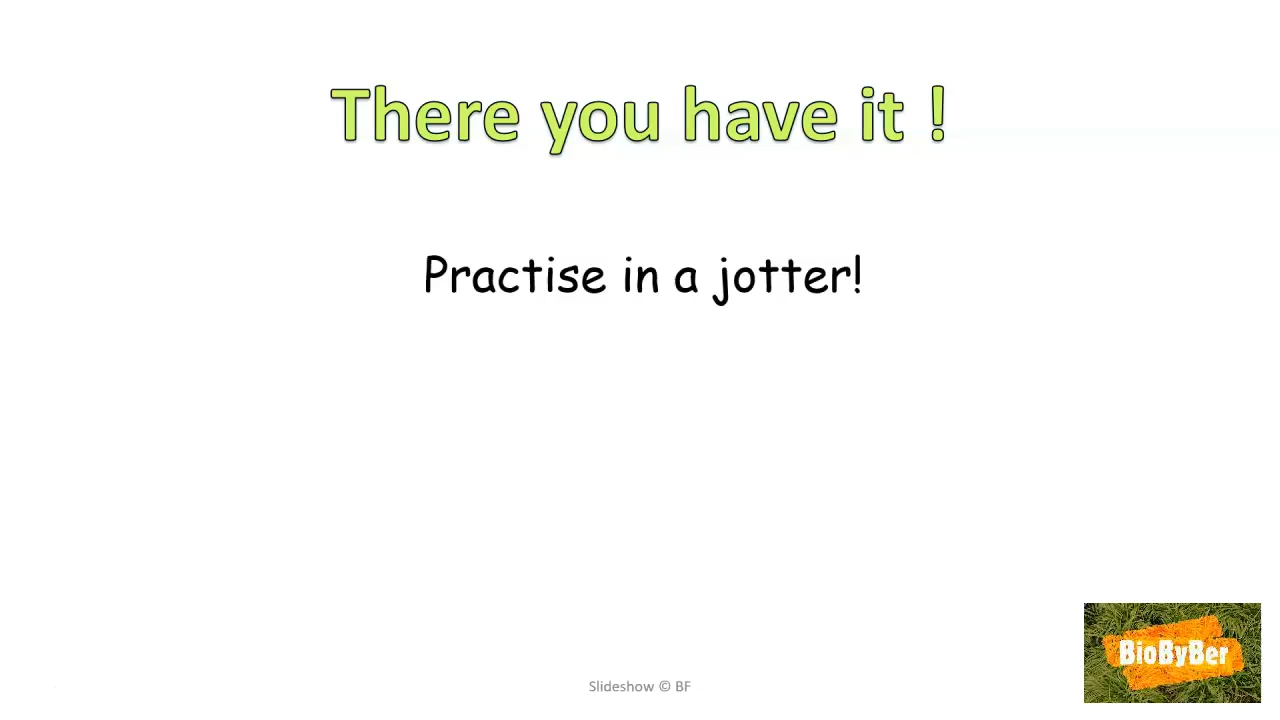 There you have it !
Practise in a jotter!
BioByBer
Slideshow © BF